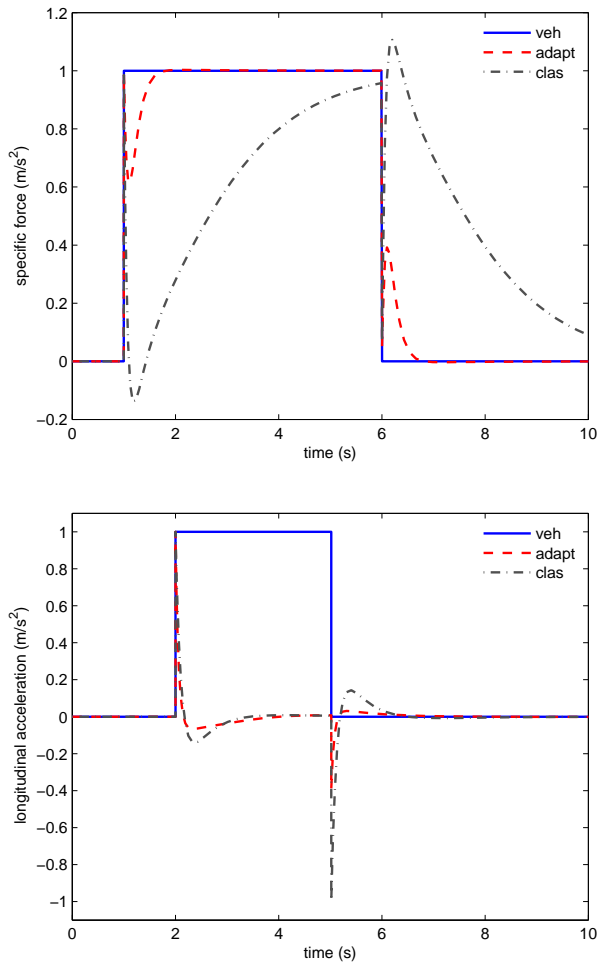 1.2
1
0.8
0.6
0.4
0.2
0
−0.2
specific force (m/s²)
veh
adapt
clas
0 2 4 6 8 10
time (s)
1
0.8
0.6
0.4
0.2
0
−0.2
−0.4
−0.6
−0.8
−1
longitudinal acceleration (m/s²)
veh
adapt
clas
0 2 4 6 8 10
time (s)